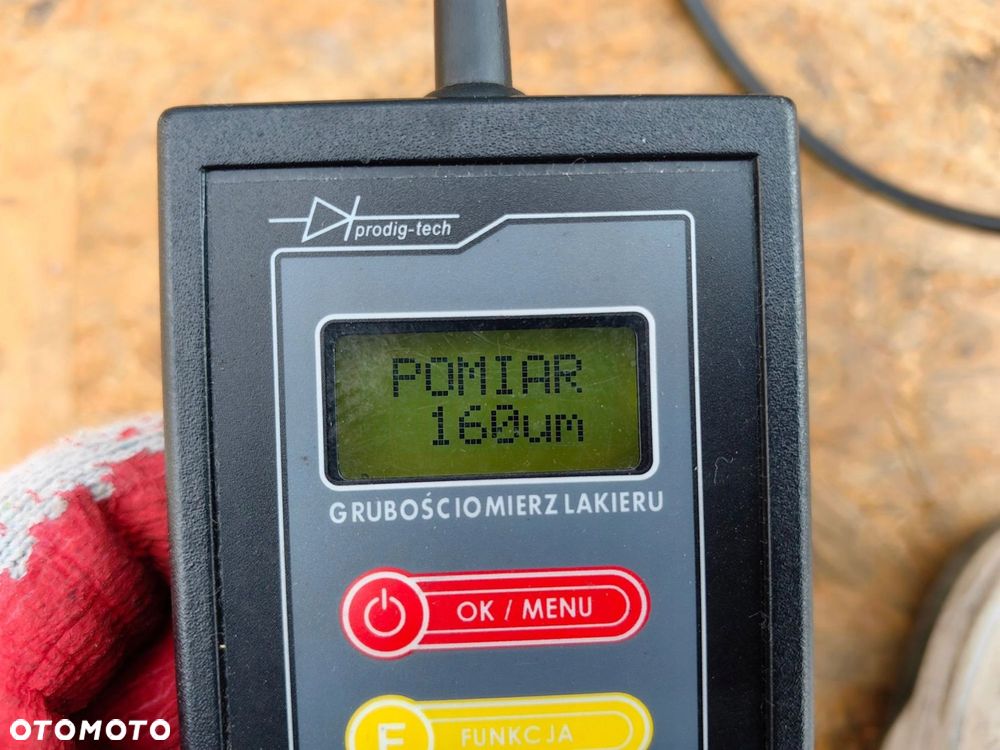 prodig-tech
POMIAR
160um
GRUBOŚCIOMIERZ LAKIERU
OK / MENU
F FUNKCJA
OTOMOTO